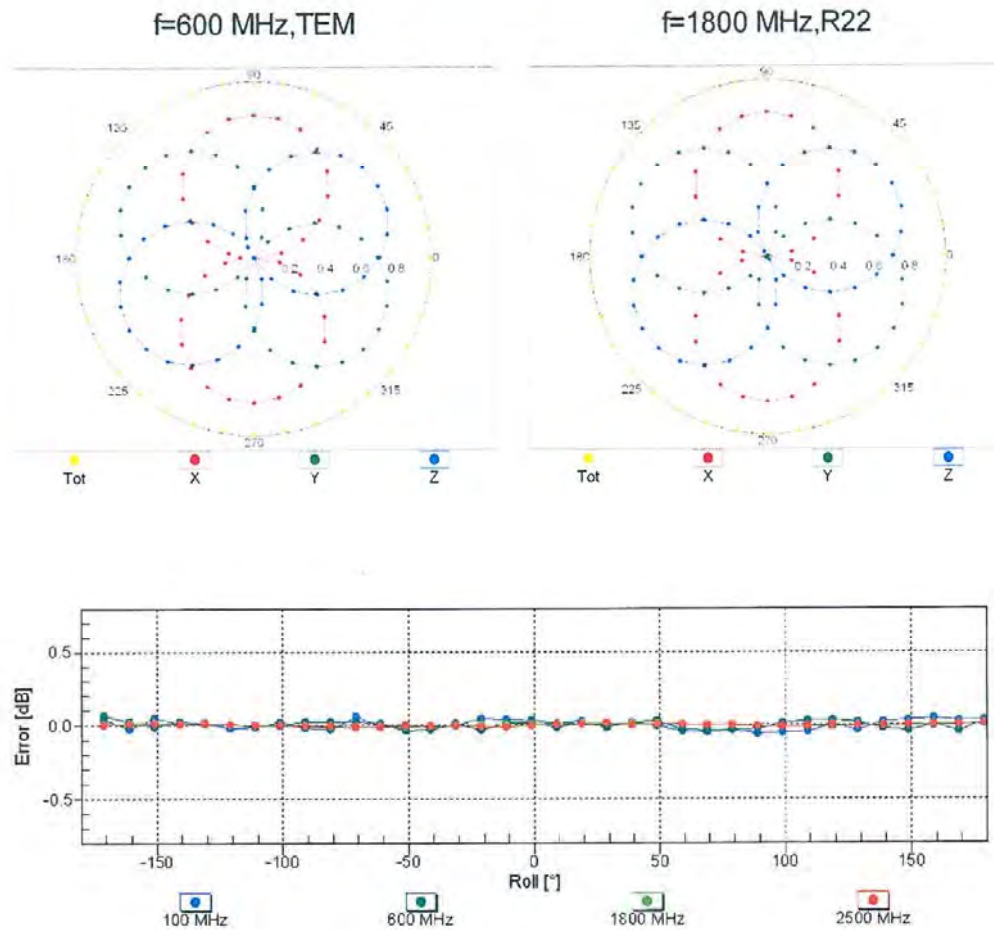 f=600 MHz,TEM
f=1800 MHz,R22
90
135
45
180
0.2
0.4
0.6
0.8
0
225
315
270
Tot
X
Y
Z
90
135
45
180
0.2
0.4
0.6
0.8
0
225
315
270
Tot
X
Y
Z
Error [dB]
0.5
0.0
-0.5
-150
-100
-50
0
50
100
150
Roll [°]
100 MHz
600 MHz
1800 MHz
2500 MHz